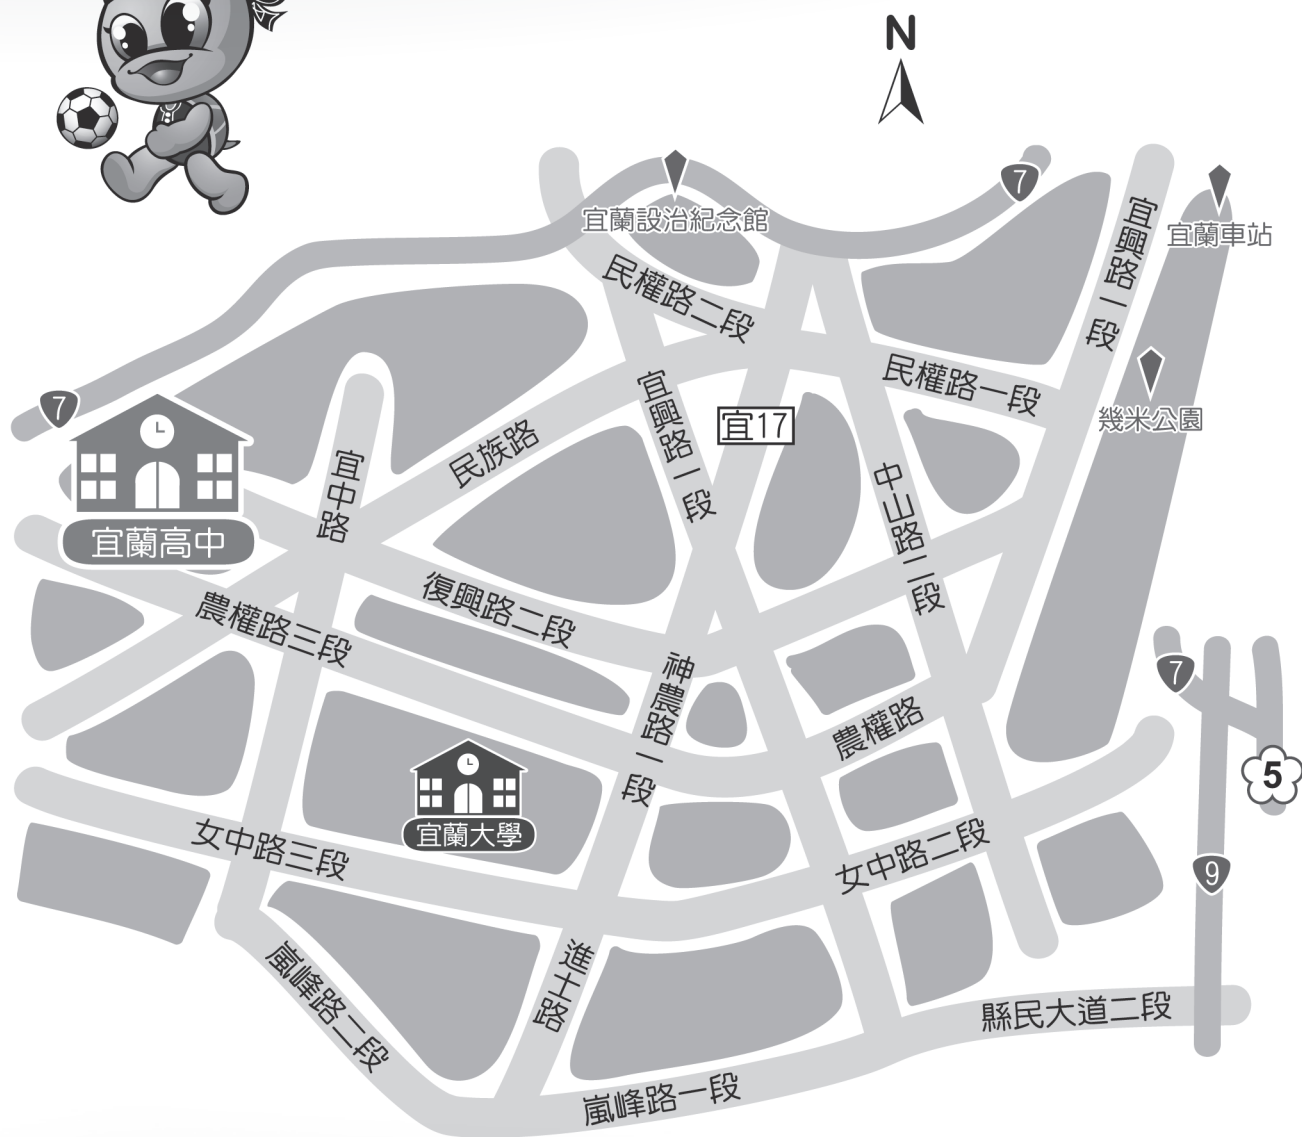 N
7
宜蘭設治紀念館
宜興路一段
宜蘭車站
民權路二段
民權路一段
幾米公園
7
宜興路一段
宜17
民族路
宜中路
中山路二段
宜蘭高中
復興路二段
農權路三段
神農路一段
7
農權路
5
宜蘭大學
女中路三段
女中路二段
9
進士路
嵐峰路二段
縣民大道二段
嵐峰路一段